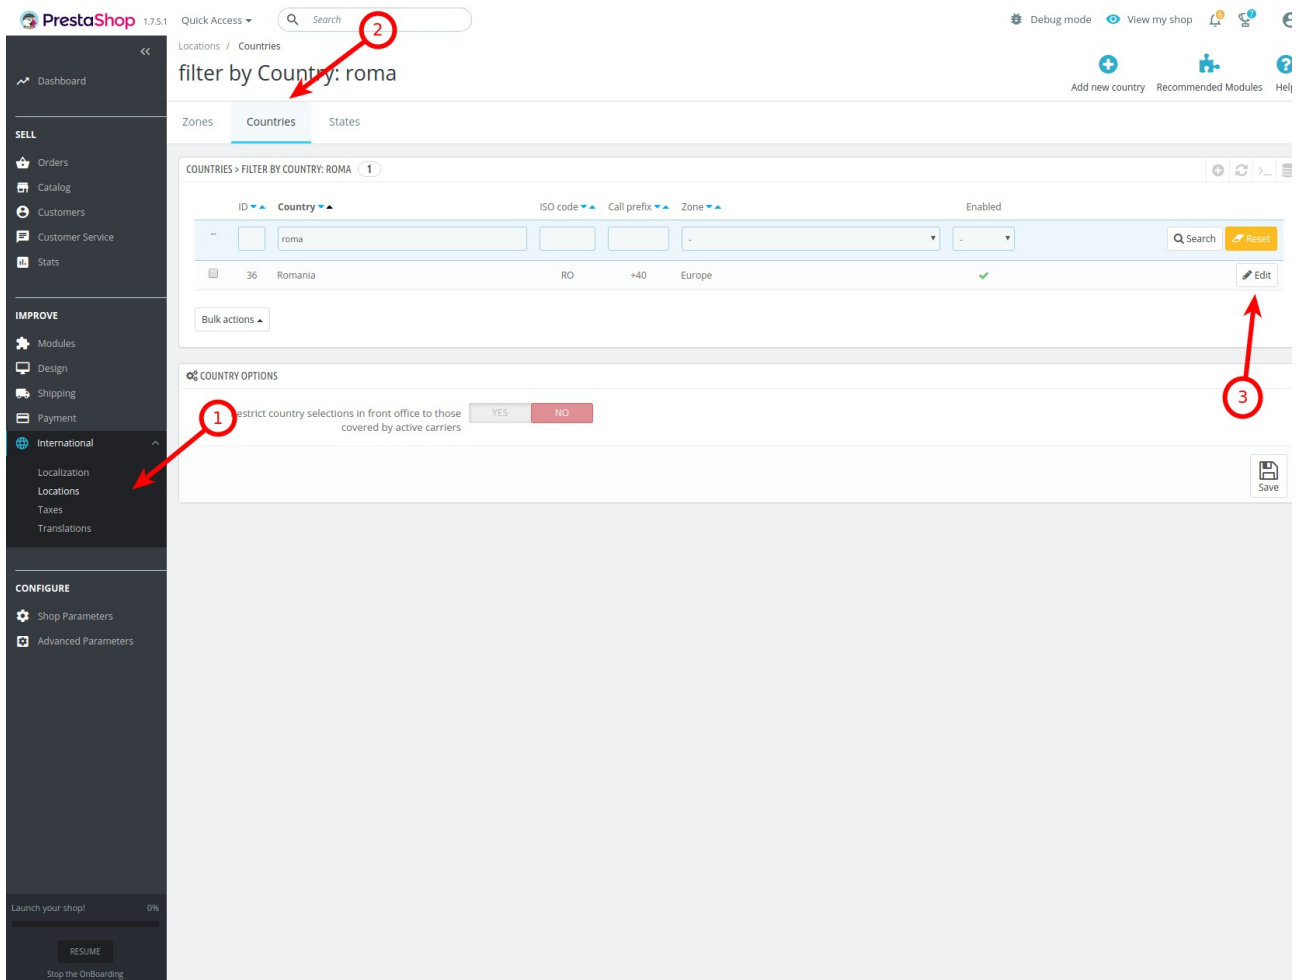 PrestaShop 1.7.5.1 Quick Access Search Debug mode View my shop 6 7
2
Locations / Countries
filter by Country: roma
Add new country Recommended Modules Help
Zones Countries States
COUNTRIES > FILTER BY COUNTRY: ROMA 1
ID Country ISO code Call prefix Zone Enabled
-- roma - - Search Reset
36 Romania RO +40 Europe Edit
Bulk actions
3
COUNTRY OPTIONS
1
estrict country selections in front office to those YES NO
covered by active carriers
Save
Dashboard
SELL
Orders
Catalog
Customers
Customer Service
Stats
IMPROVE
Modules
Design
Shipping
Payment
International
Localization
Locations
Taxes
Translations
CONFIGURE
Shop Parameters
Advanced Parameters
Launch your shop! 0%
RESUME
Stop the OnBoarding